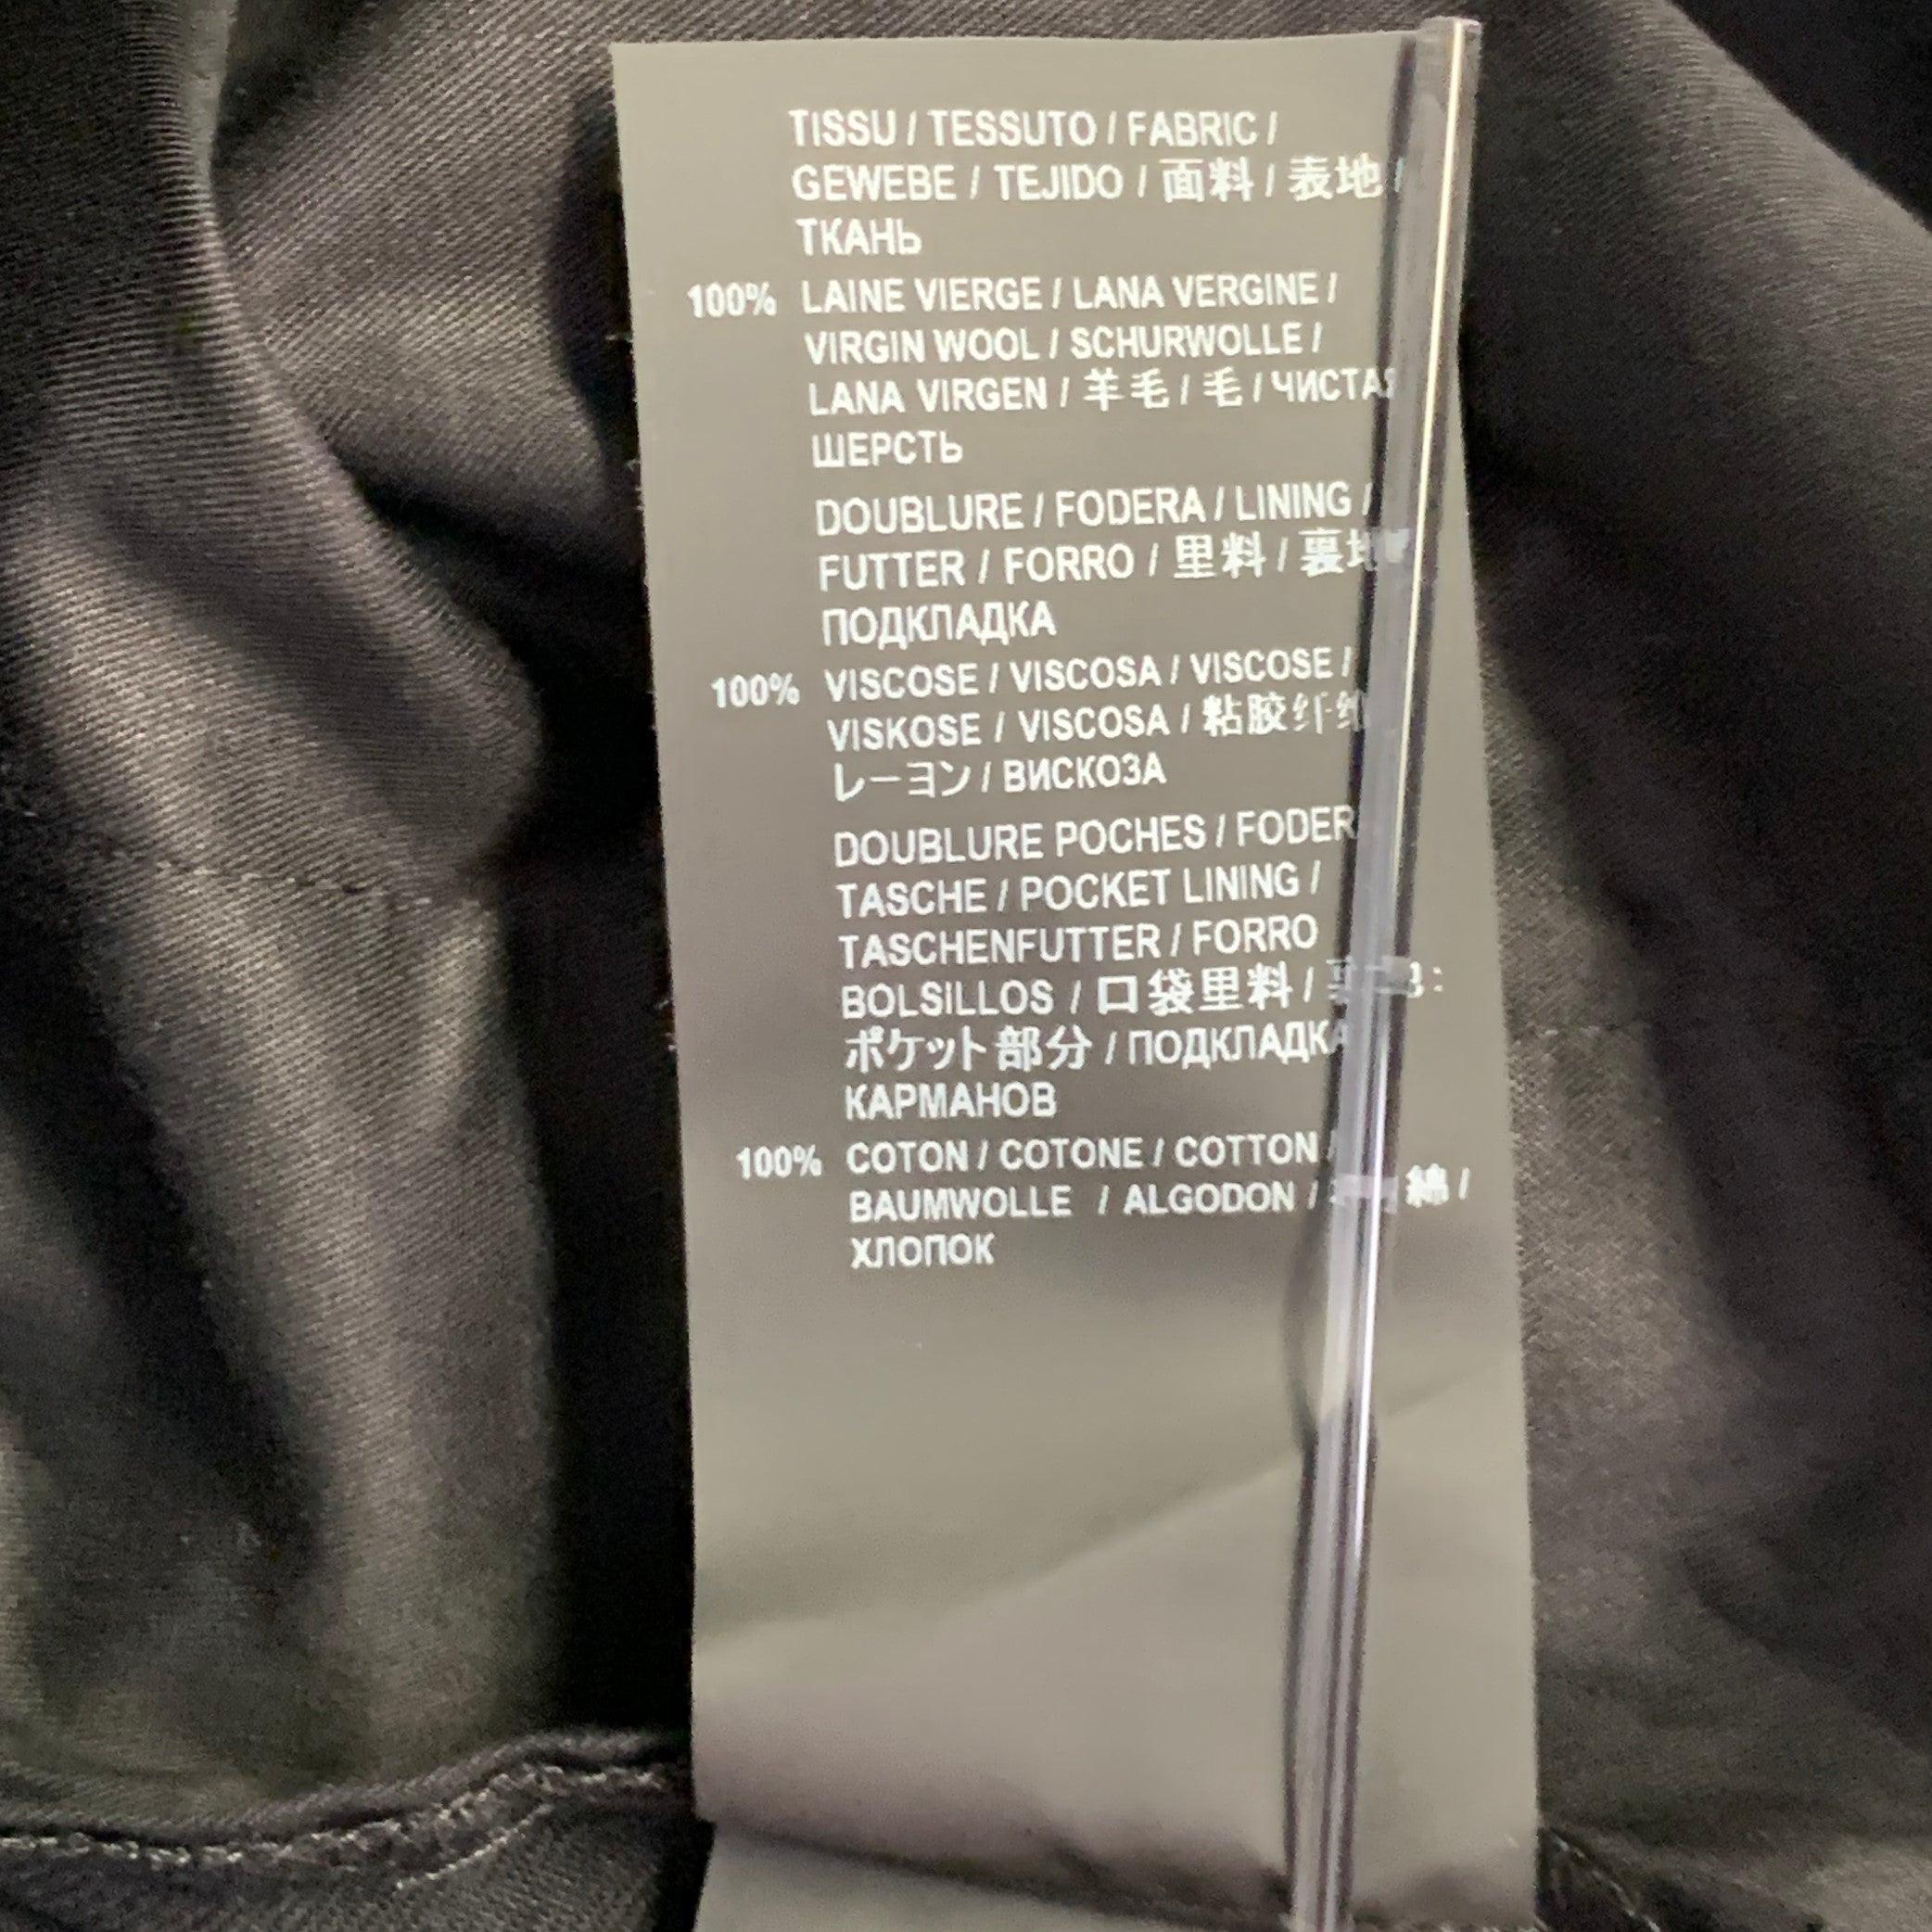 TISSU / TESSUTO / FABRIC /
GEWEBE / TEJIDO / 面料 / 表地 /
ТКАНЬ
100% LAINE VIERGE / LANA VERGINE /
VIRGIN WOOL / SCHURWOLLE /
LANA VIRGEN / 羊毛 / 毛 / ЧИСТАЯ
ШЕРСТЬ
DOUBLURE / FODERA / LINING /
FUTTER / FORRO / 里料 / 裏地
ПОДКЛАДКА
100% VISCOSE / VISCOSA / VISCOSE /
VISKOSE / VISCOSA / 粘胶纤维
レーヨン / ВИСКОЗА
DOUBLURE POCHES / FODER
TASCHE / POCKET LINING /
TASCHENFUTTER / FORRO
BOLSILLOS / 口袋里料 /
ポケット部分 / ПОДКЛАДКА
КАРМАНОВ
100% COTON / COTONE / COTTON /
BAUMWOLLE / ALGODON / 綿 /
ХЛОПОК